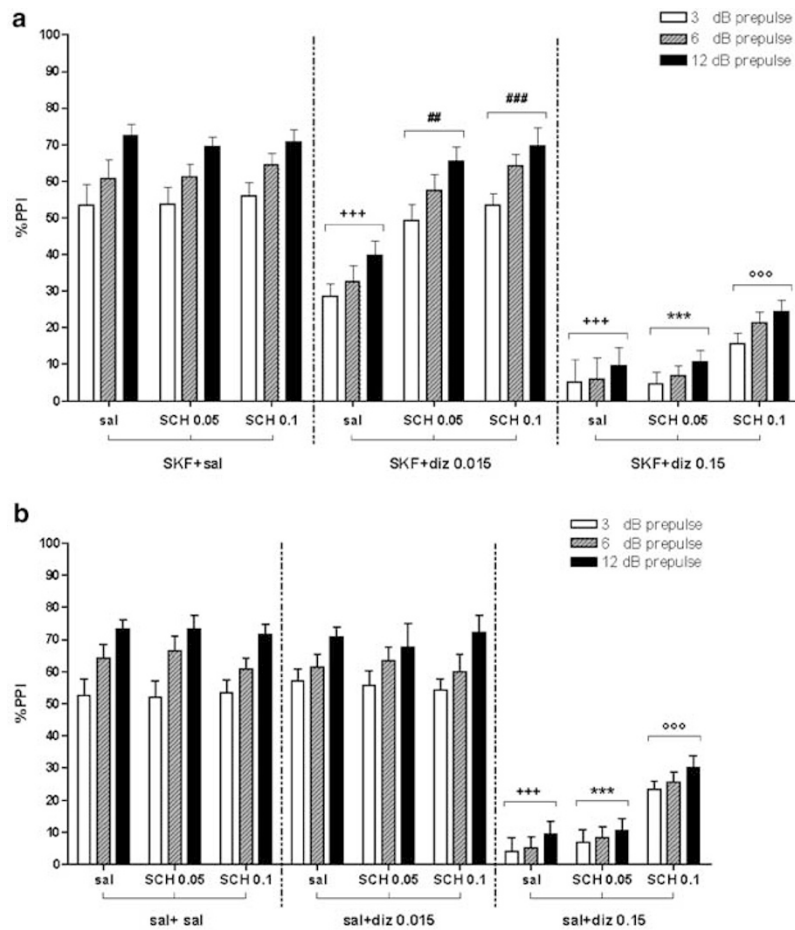 a
3 dB prepulse
6 dB prepulse
12 dB prepulse
%PPI
100
90
80
70
60
50
40
30
20
10
0
+++
##
###
+++
***
°°°
sal SCH 0.05 SCH 0.1 sal SCH 0.05 SCH 0.1 sal SCH 0.05 SCH 0.1
SKF+sal SKF+diz 0.015 SKF+diz 0.15
b
3 dB prepulse
6 dB prepulse
12 dB prepulse
%PPI
100
90
80
70
60
50
40
30
20
10
0
+++
***
°°°
sal SCH 0.05 SCH 0.1 sal SCH 0.05 SCH 0.1 sal SCH 0.05 SCH 0.1
sal+ sal sal+diz 0.015 sal+diz 0.15